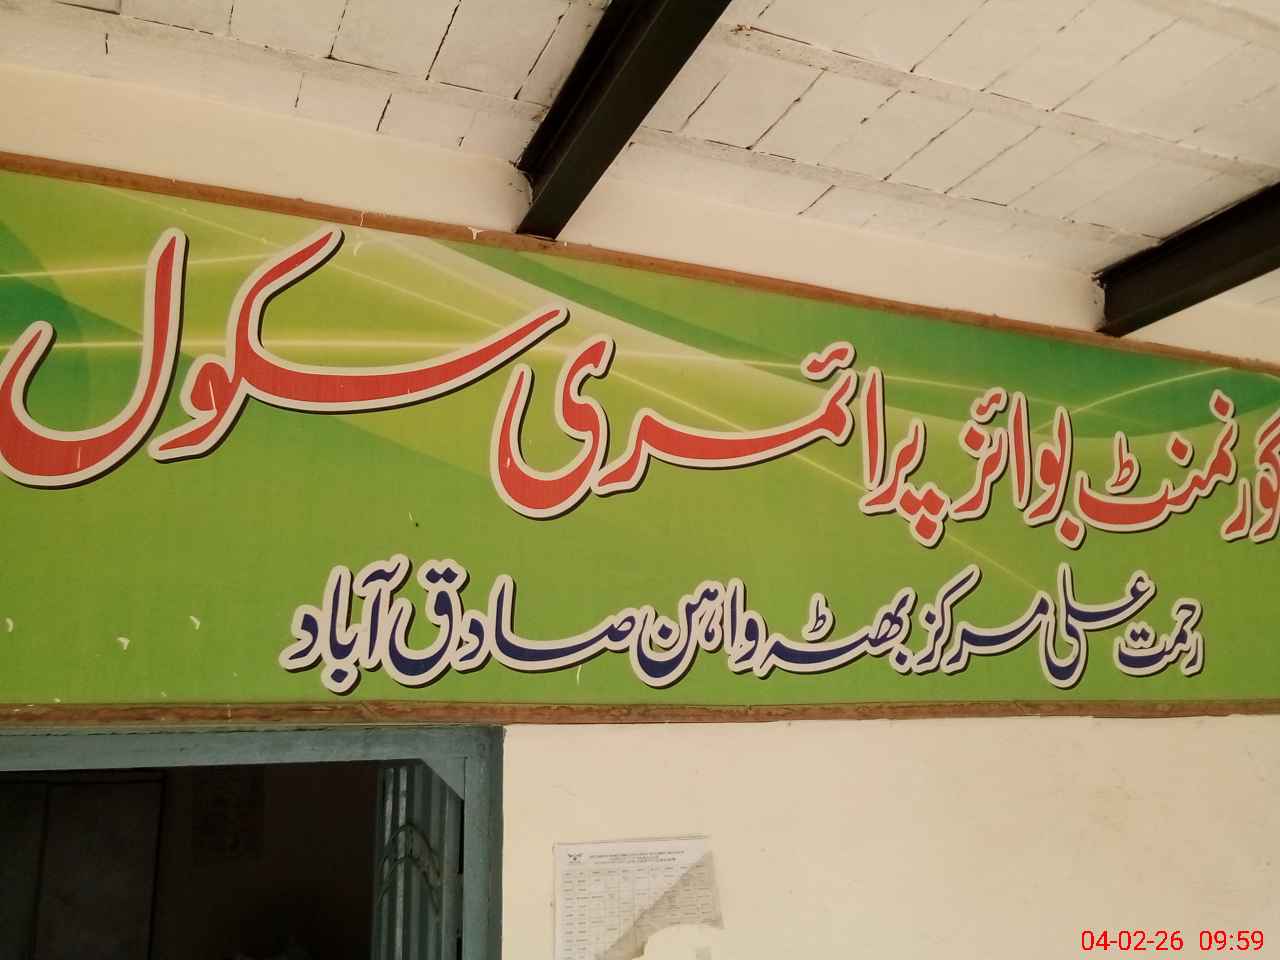 گورنمنٹ بوائز پرائمری سکول
رحمت علی مرکز بھٹہ واہن صادق آباد
04-02-26 09:59